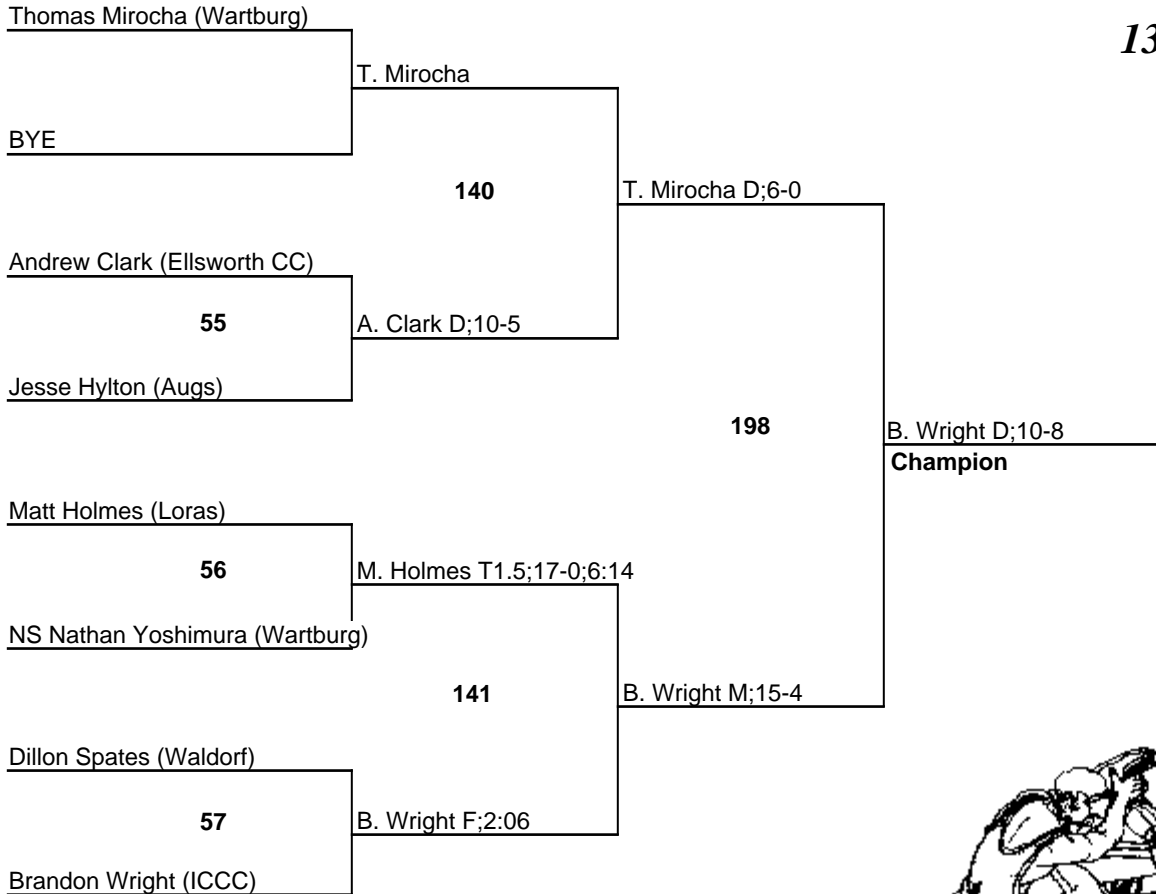 Thomas Mirocha (Wartburg)
13
T. Mirocha
BYE
140
T. Mirocha D;6-0
Andrew Clark (Ellsworth CC)
55
A. Clark D;10-5
Jesse Hylton (Augs)
198
B. Wright D;10-8
Champion
Matt Holmes (Loras)
56
M. Holmes T1.5;17-0;6:14
NS Nathan Yoshimura (Wartburg)
141
B. Wright M;15-4
Dillon Spates (Waldorf)
57
B. Wright F;2:06
Brandon Wright (ICCC)